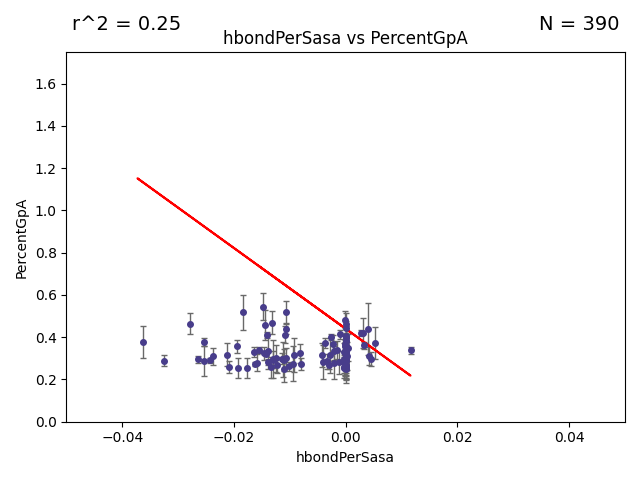 r^2 = 0.25
N = 390
hbondPerSasa vs PercentGpA
PercentGpA
1.6
1.4
1.2
1.0
0.8
0.6
0.4
0.2
0.0
−0.04
−0.02
0.00
0.02
0.04
hbondPerSasa